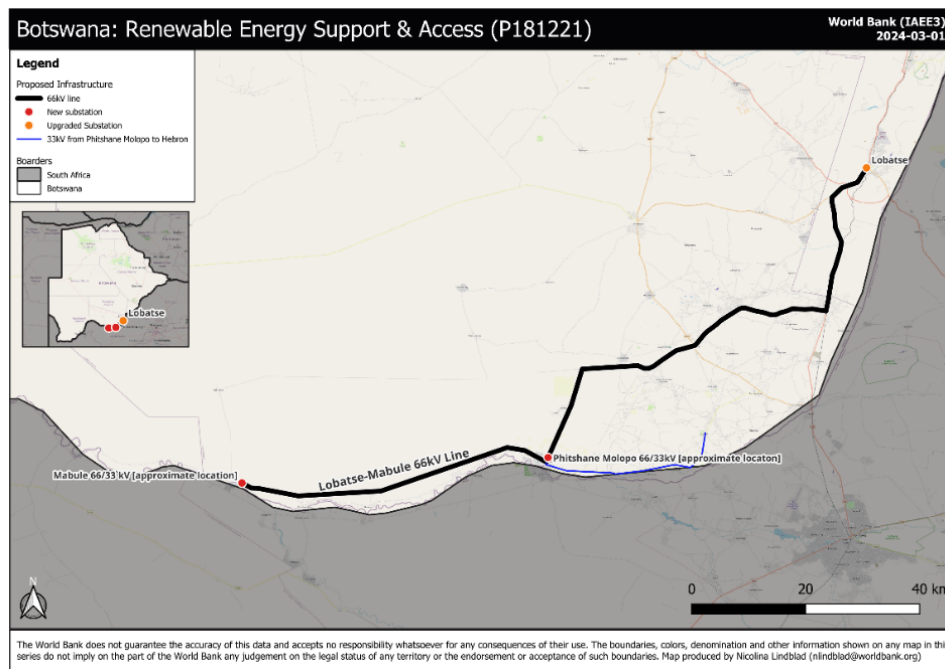 Botswana: Renewable Energy Support & Access (P181221)
World Bank (IAEE3)
2024-03-01
Legend
Proposed Infrastructure
66kV line
New substation
Upgraded Substation
33kV from Phitshane Molopo to Hebron
Boarders
South Africa
Botswana
Lobatse
Lobatse
Mabule 66/33 kV [approximate location]
Lobatse-Mabule 66kV Line
Phitshane Molopo 66/33kV [approximate locaton]
N
0 20 40 km
The World Bank does not guarantee the accuracy of this data and accepts no responsibility whatsoever for any consequences of their use. The boundaries, colors, denomination and other information shown on any map in this
series do not imply on the part of the World Bank any judgement on the legal status of any territory or the endorsement or acceptance of such boundaries. Map produced by Nicolina Lindblad (nlindblad@worldbank.org)